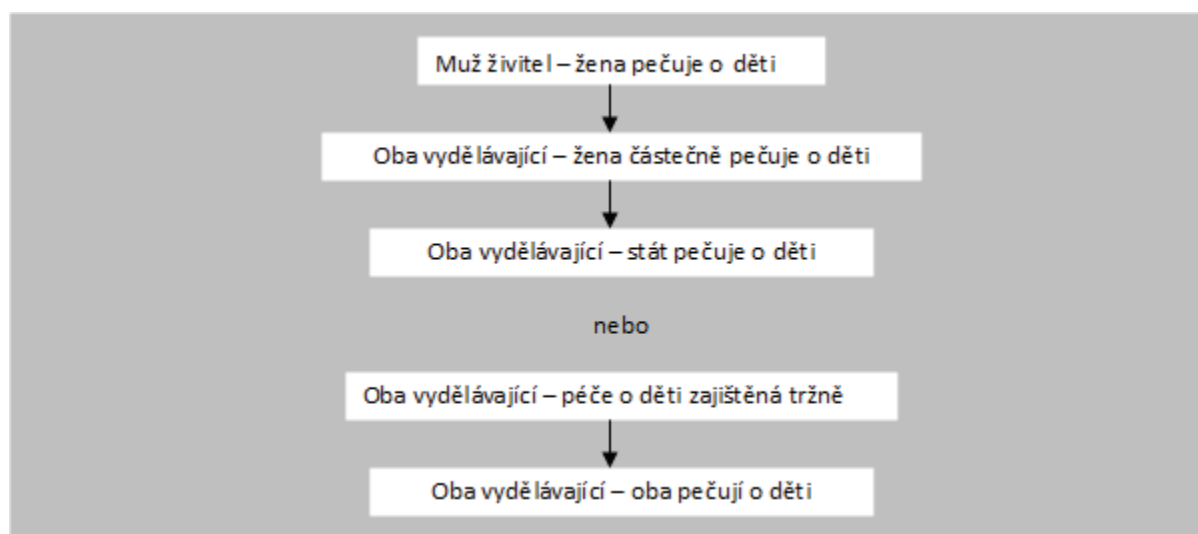 Muž živitel – žena pečuje o děti
Oba vydělávající – žena částečně pečuje o děti
Oba vydělávající – stát pečuje o děti
nebo
Oba vydělávající – péče o děti zajištěná tržně
Oba vydělávající – oba pečují o děti